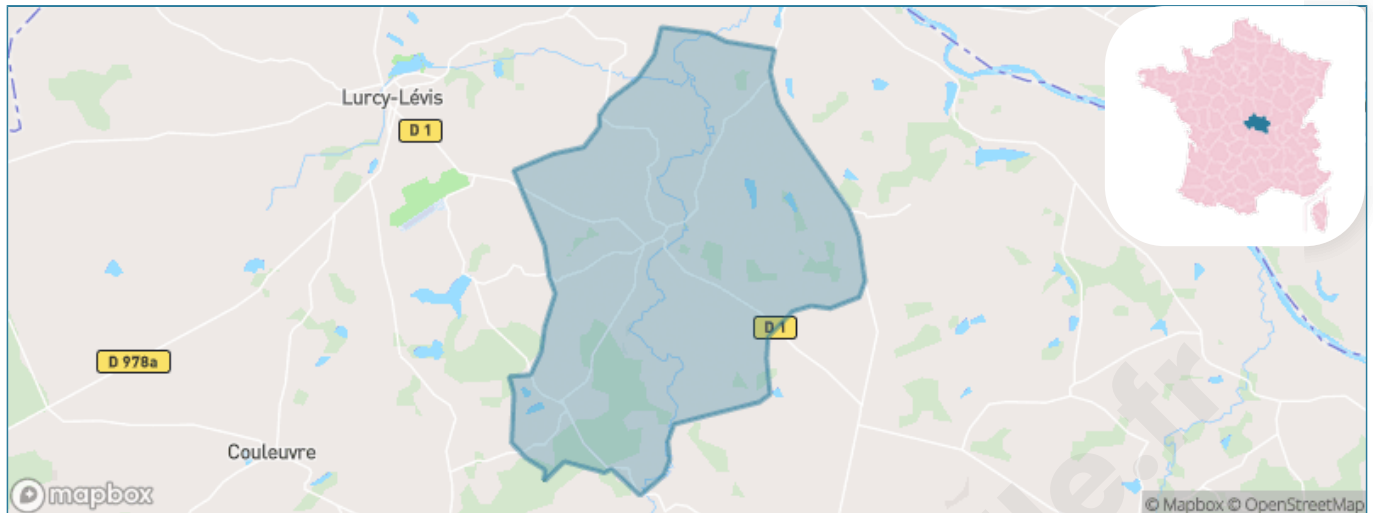 Lurcy-Lévis
D 1
D 1
D 978a
Couleuvre
mapbox
© Mapbox © OpenStreetMap